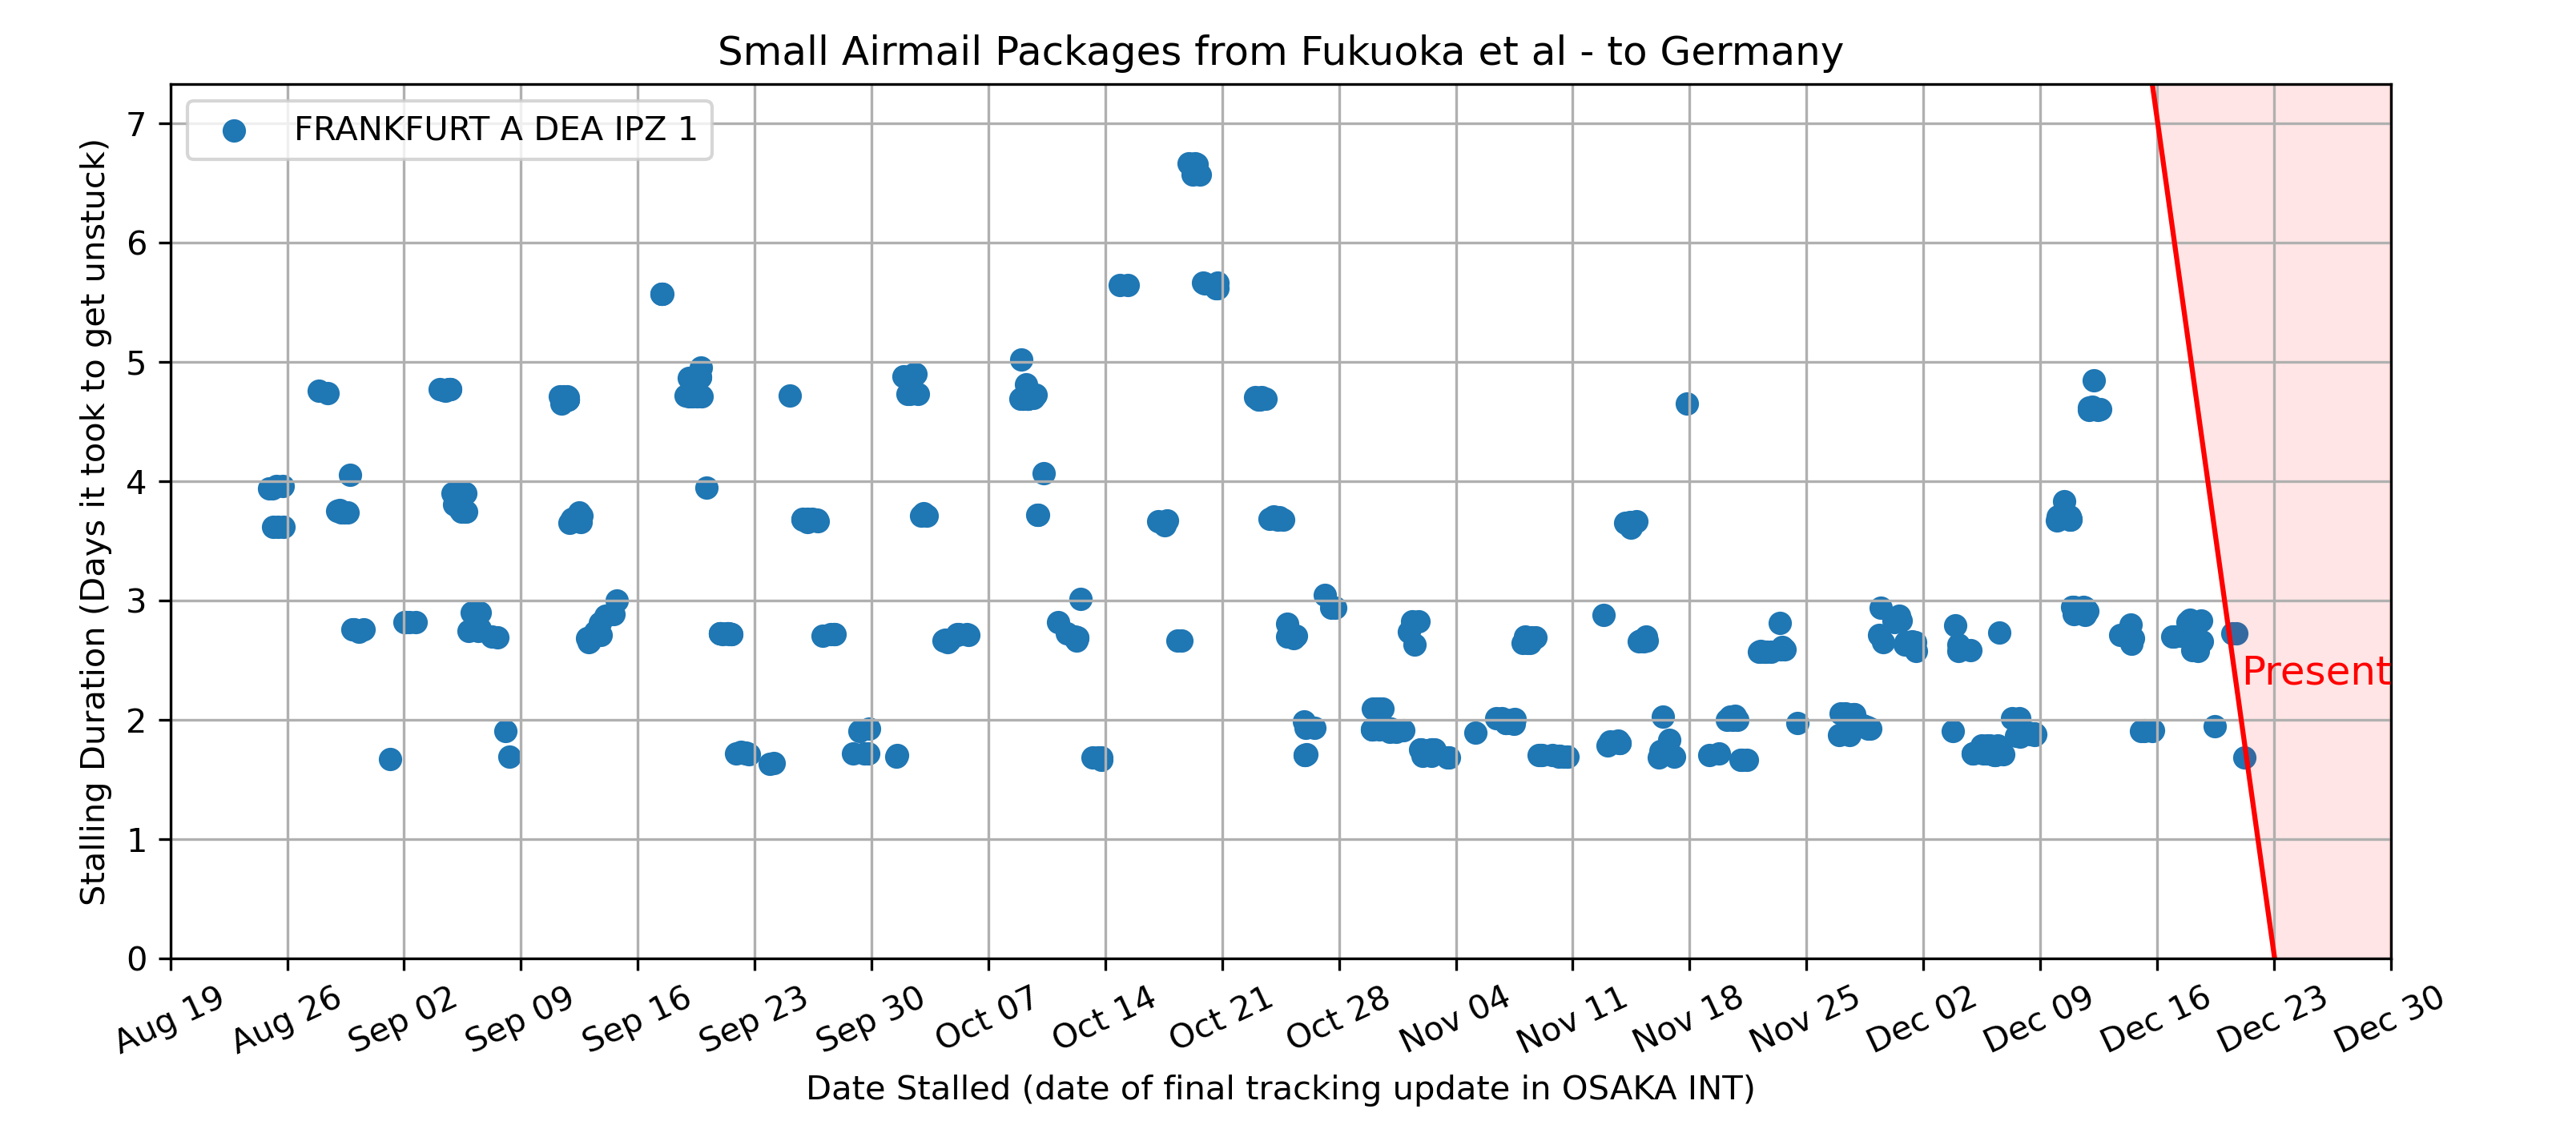 Small Airmail Packages from Fukuoka et al - to Germany
FRANKFURT A DEA IPZ 1
Stalling Duration (Days it took to get unstuck)
7
6
5
4
3
2
1
0
Present
Aug 19
Aug 26
Sep 02
Sep 09
Sep 16
Sep 23
Sep 30
Oct 07
Oct 14
Oct 21
Oct 28
Nov 04
Nov 11
Nov 18
Nov 25
Dec 02
Dec 09
Dec 16
Dec 23
Dec 30
Date Stalled (date of final tracking update in OSAKA INT)